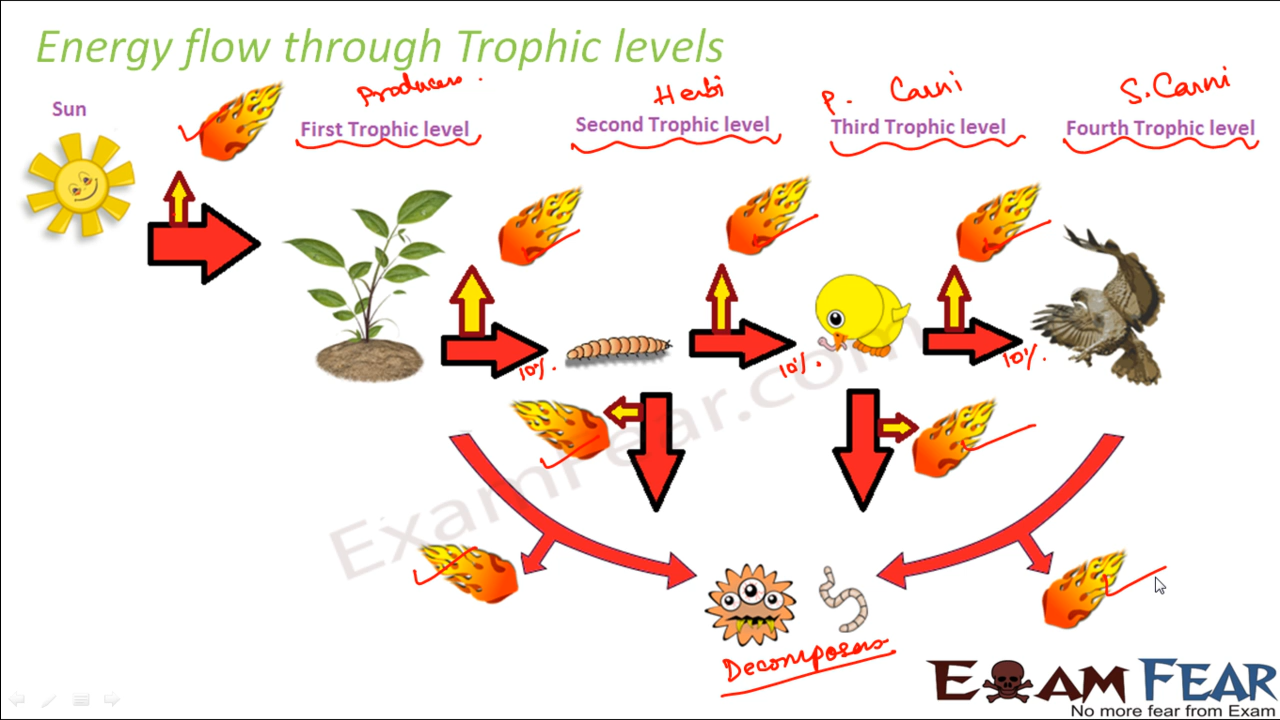 Energy flow through Trophic levels
Sun
Producers.
First Trophic level
Herbi
Second Trophic level
P. Carni
Third Trophic level
S. Carni
Fourth Trophic level
10%.
10%.
10%.
ExamFear.com
Decomposers
EXAM FEAR
No more fear from Exam